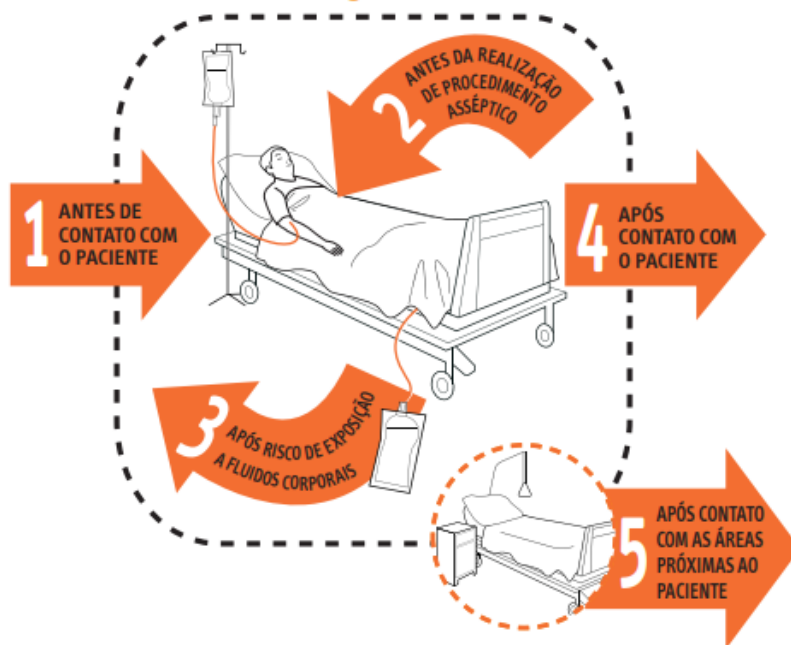 1
ANTES DE
CONTATO COM
O PACIENTE
2
ANTES DA REALIZAÇÃO
DE PROCEDIMENTO
ASSÉPTICO
3
APÓS RISCO DE EXPOSIÇÃO
A FLUIDOS CORPORAIS
4
APÓS
CONTATO COM
O PACIENTE
5
APÓS CONTATO
COM AS ÁREAS
PRÓXIMAS AO
PACIENTE